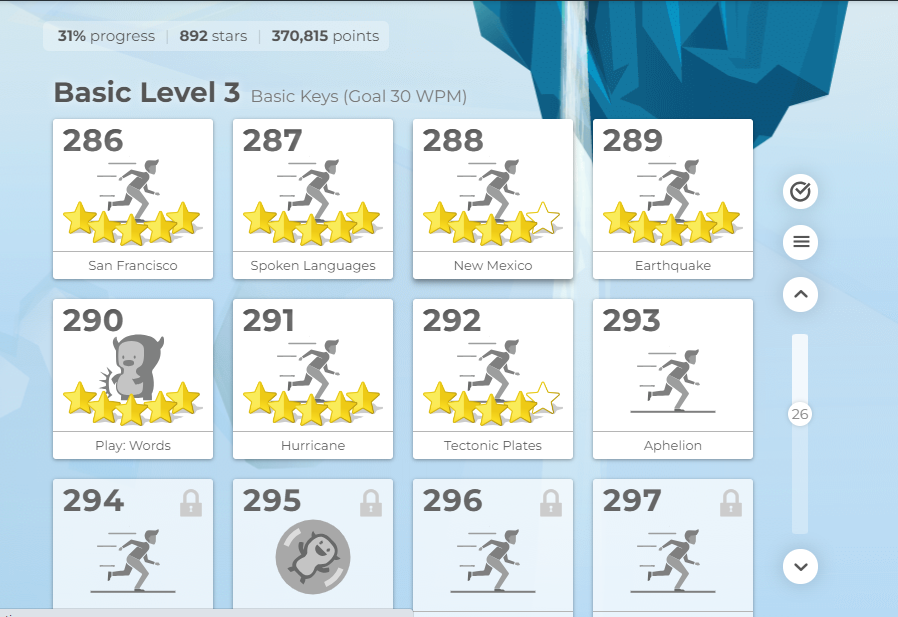 31% progress | 892 stars | 370,815 points
Basic Level 3 Basic Keys (Goal 30 WPM)
286 287 288 289
San Francisco Spoken Languages New Mexico Earthquake
290 291 292 293
Play: Words Hurricane Tectonic Plates Aphelion
26
294 295 296 297